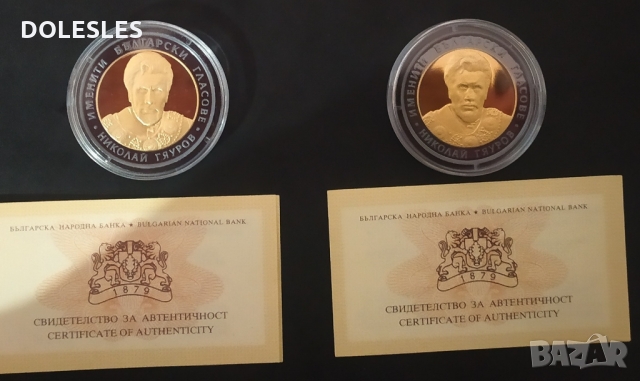 DOLESLES
ИМЕНИТИ БЪЛГАРСКИ ГЛАСОВЕ
• НИКОЛАЙ ГЯУРОВ •
ИМЕНИТИ БЪЛГАРСКИ ГЛАСОВЕ
• НИКОЛАЙ ГЯУРОВ •
БЪЛГАРСКА НАРОДНА БАНКА • BULGARIAN NATIONAL BANK
1879
СВИДЕТЕЛСТВО ЗА АВТЕНТИЧНОСТ
CERTIFICATE OF AUTHENTICITY
БЪЛГАРСКА НАРОДНА БАНКА • BULGARIAN NATIONAL BANK
1879
СВИДЕТЕЛСТВО ЗА АВТЕНТИЧНОСТ
CERTIFICATE OF AUTHENTICITY
BAZAR